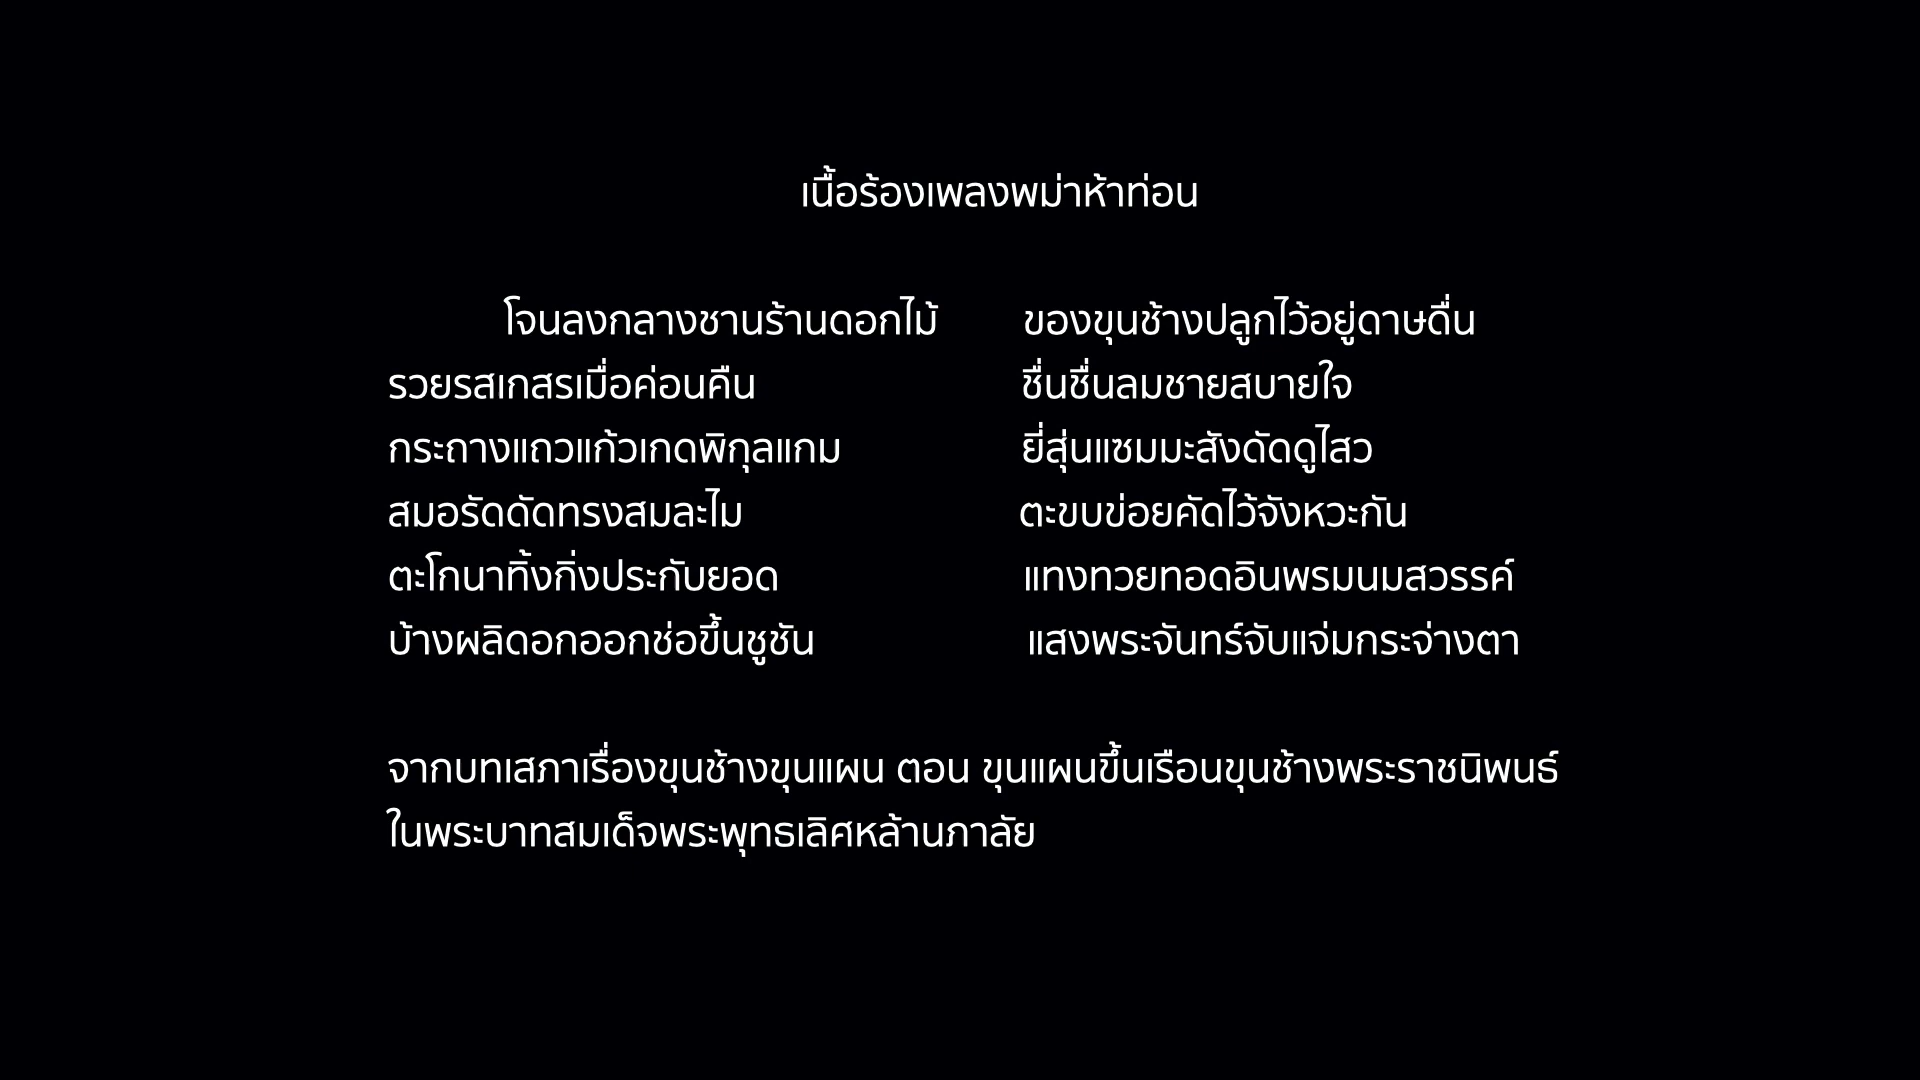 เนื้อร้องเพลงพม่าห้าท่อน
โจนลงกลางชานร้านดอกไม้ ของขุนช้างปลูกไว้อยู่ดาษดื่น
รวยรสเกสรเมื่อค่อนคืน ชื่นชื่นลมชายสบายใจ
กระถางแถวแก้วเกดพิกุลแกม ยี่สุ่นแซมมะสังดัดดูไสว
สมอรัดดัดทรงสมละไม ตะขบข่อยคัดไว้จังหวะกัน
ตะโกนาทิ้งกิ่งประกับยอด แทงทวยทอดอินพรมนมสวรรค์
บ้างผลิดอกออกช่อขึ้นชูชัน แสงพระจันทร์จับแจ่มกระจ่างตา
จากบทเสภาเรื่องขุนช้างขุนแผน ตอน ขุนแผนขึ้นเรือนขุนช้างพระราชนิพนธ์
ในพระบาทสมเด็จพระพุทธเลิศหล้านภาลัย